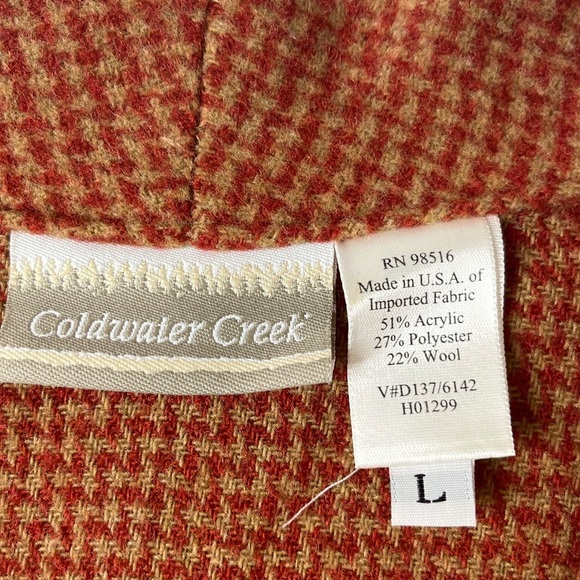 Coldwater Creek
RN 98516
Made in U.S.A. of
Imported Fabric
51% Acrylic
27% Polyester
22% Wool
V#D137/6142
H01299
L